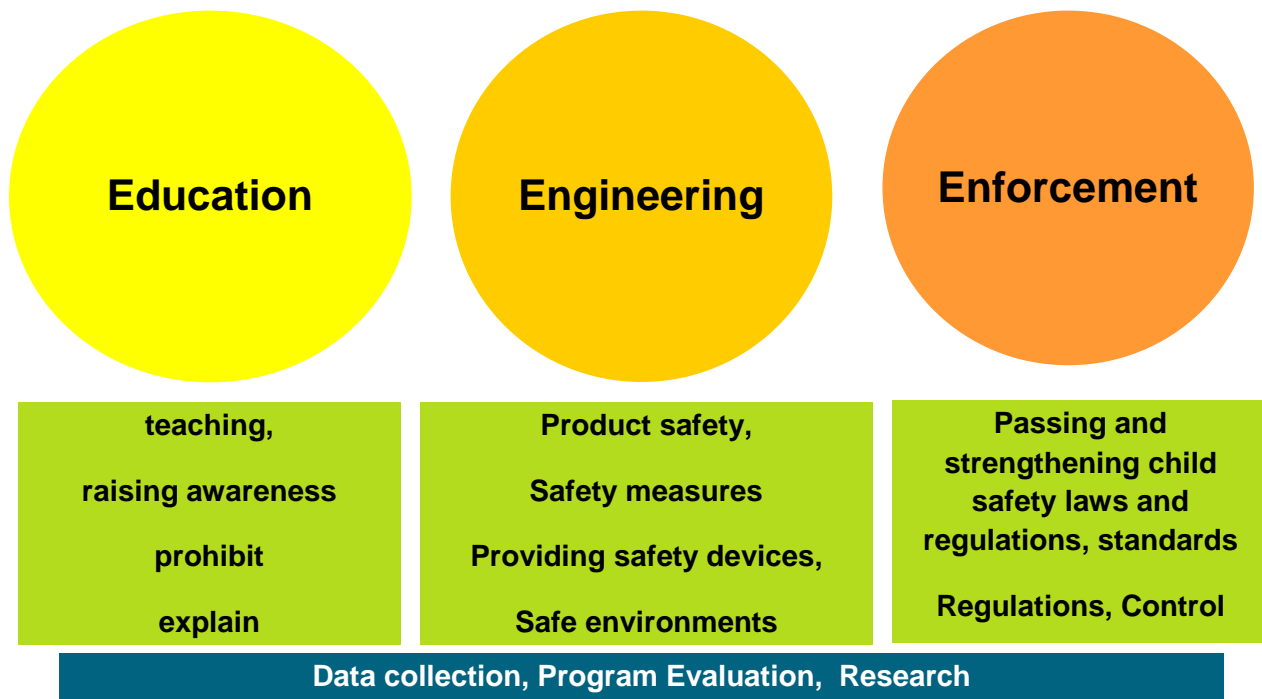 Education
Engineering
Enforcement
teaching,
raising awareness
prohibit
explain
Product safety,
Safety measures
Providing safety devices,
Safe environments
Passing and
strengthening child
safety laws and
regulations, standards
Regulations, Control
Data collection, Program Evaluation,  Research